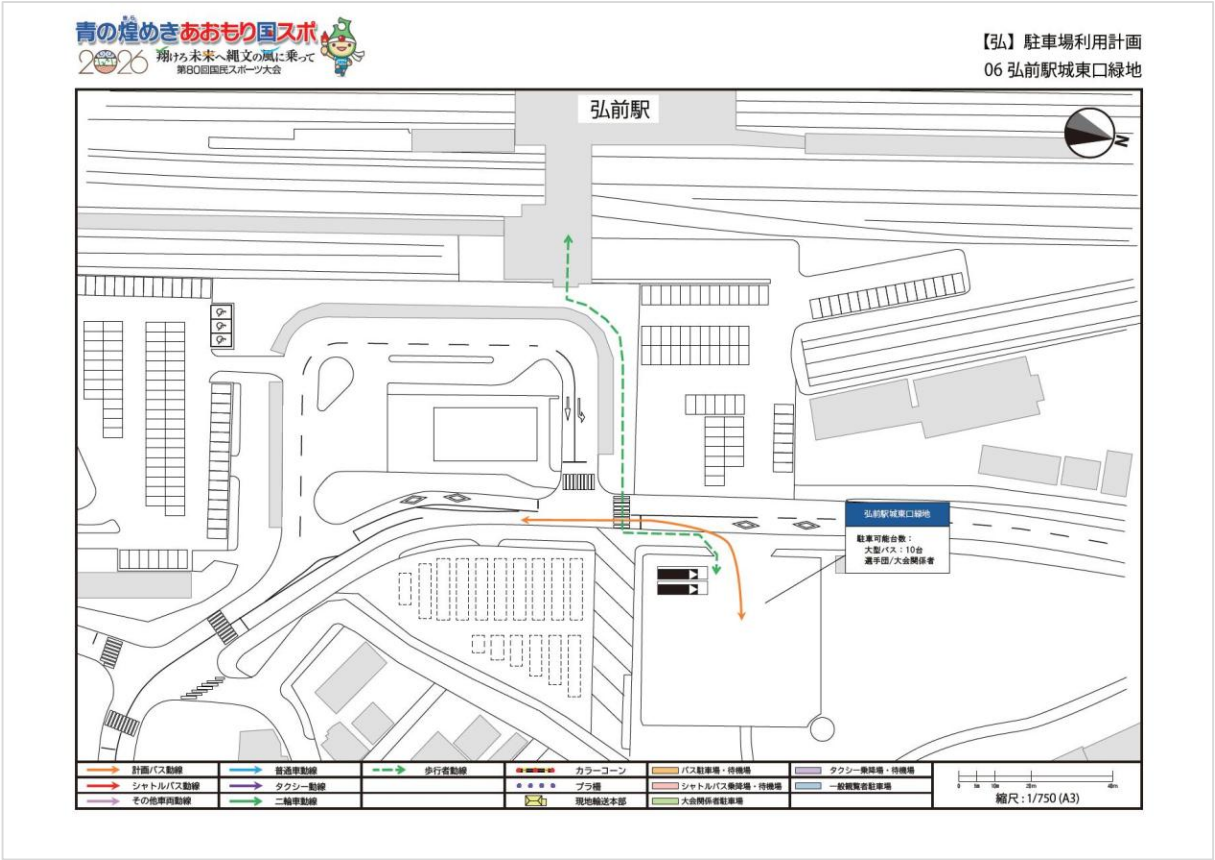 青の煌めきあおもり国スポ
2026 翔けろ未来へ縄文の風に乗って
第80回国民スポーツ大会
【弘】駐車場利用計画
06 弘前駅城東口緑地
弘前駅
N
弘前駅城東口緑地
駐車可能台数:
大型バス:10台
選手団/大会関係者
計画バス動線
シャトルバス動線
その他車両動線
普通車動線
タクシー動線
二輪車動線
歩行者動線
カラーコーン
プラ柵
現地輸送本部
バス駐車場・待機場
シャトルバス乗降場・待機場
大会関係者駐車場
タクシー乗降場・待機場
一般観覧者駐車場
0 5m 10m 20m 40m
縮尺:1/750 (A3)